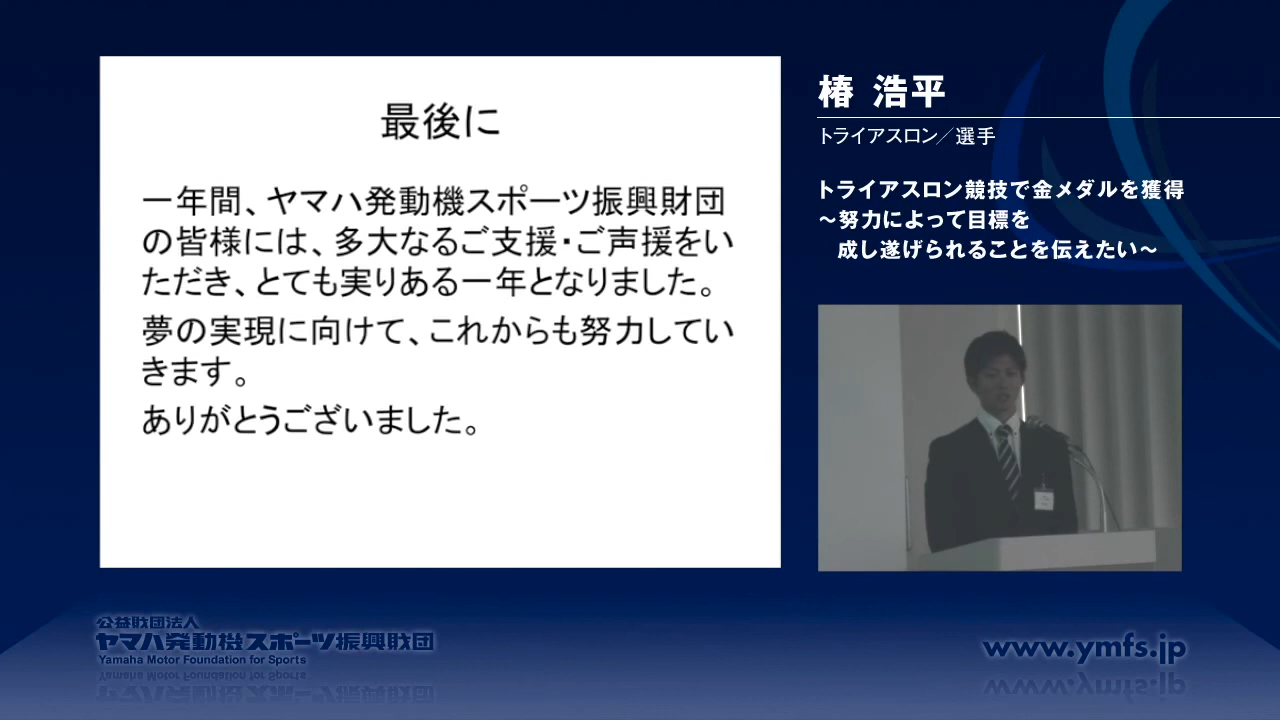 最後に
一年間、ヤマハ発動機スポーツ振興財団
の皆様には、多大なるご支援・ご声援をい
ただき、とても実りある一年となりました。
夢の実現に向けて、これからも努力してい
きます。
ありがとうございました。
椿 浩平
トライアスロン／選手
トライアスロン競技で金メダルを獲得
～努力によって目標を
成し遂げられることを伝えたい～
公益財団法人
ヤマハ発動機スポーツ振興財団
Yamaha Motor Foundation for Sports
www.ymfs.jp